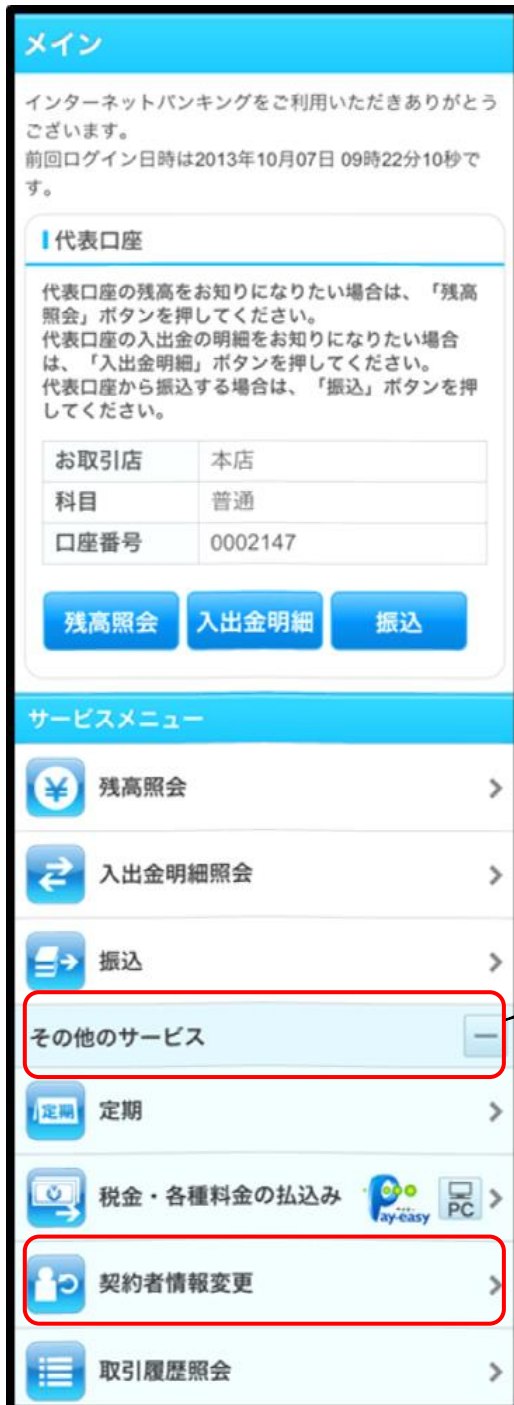 メイン
インターネットバンキングをご利用いただきありがとう
ございます。
前回ログイン日時は2013年10月07日 09時22分10秒で
す。
代表口座
代表口座の残高をお知りになりたい場合は、「残高
照会」ボタンを押してください。
代表口座の入出金の明細をお知りになりたい場合
は、「入出金明細」ボタンを押してください。
代表口座から振込する場合は、「振込」ボタンを押
してください。
お取引店 本店
科目 普通
口座番号 0002147
残高照会 入出金明細 振込
サービスメニュー
残高照会
入出金明細照会
振込
その他のサービス
定期 定期
税金・各種料金の払込み Pay-easy PC
契約者情報変更
取引履歴照会